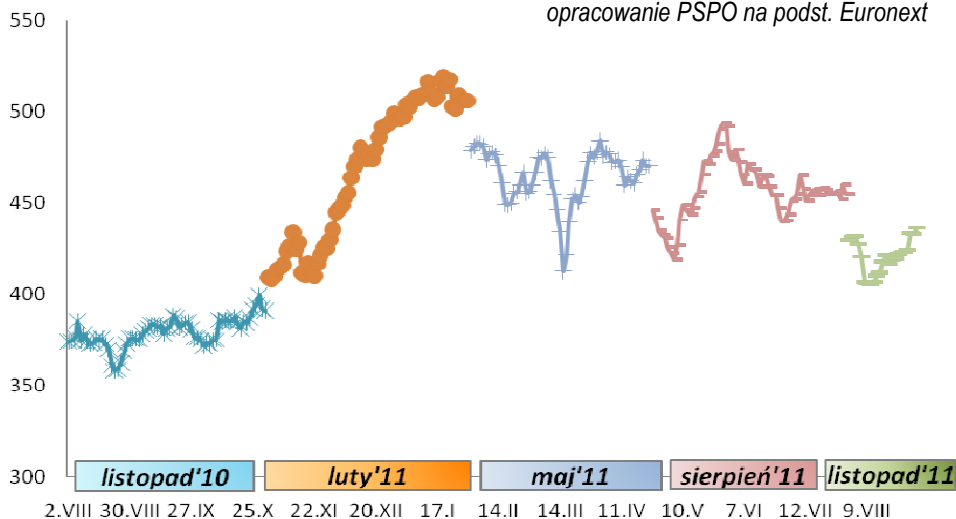 opracowanie PSPO na podst. Euronext
550
500
450
400
350
300
listopad'10 luty'11 maj'11 sierpień'11 listopad'11
2.VIII 30.VIII 27.IX 25.X 22.XI 20.XII 17.I 14.II 14.III 11.IV 10.V 7.VI 12.VII 9.VIII